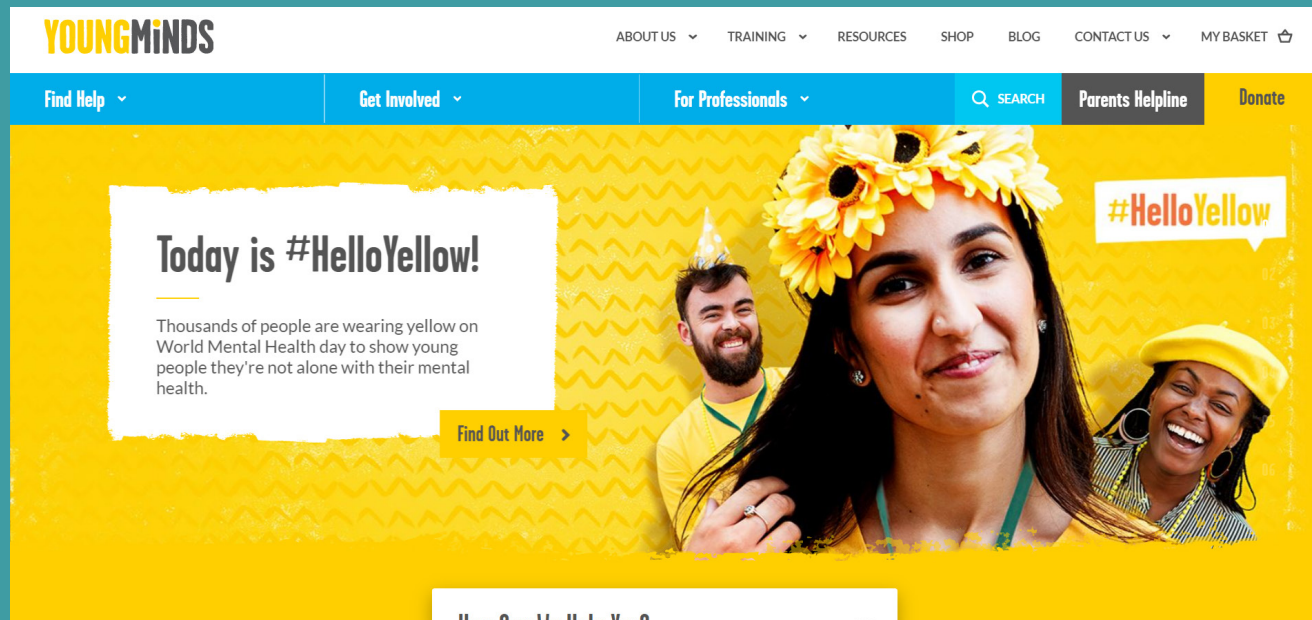 YOUNGMiNDS
ABOUT US TRAINING RESOURCES SHOP BLOG CONTACT US MY BASKET
Find Help Get Involved For Professionals SEARCH Parents Helpline Donate
#HelloYellow
Today is #HelloYellow!
Thousands of people are wearing yellow on
World Mental Health day to show young
people they're not alone with their mental
health.
Find Out More